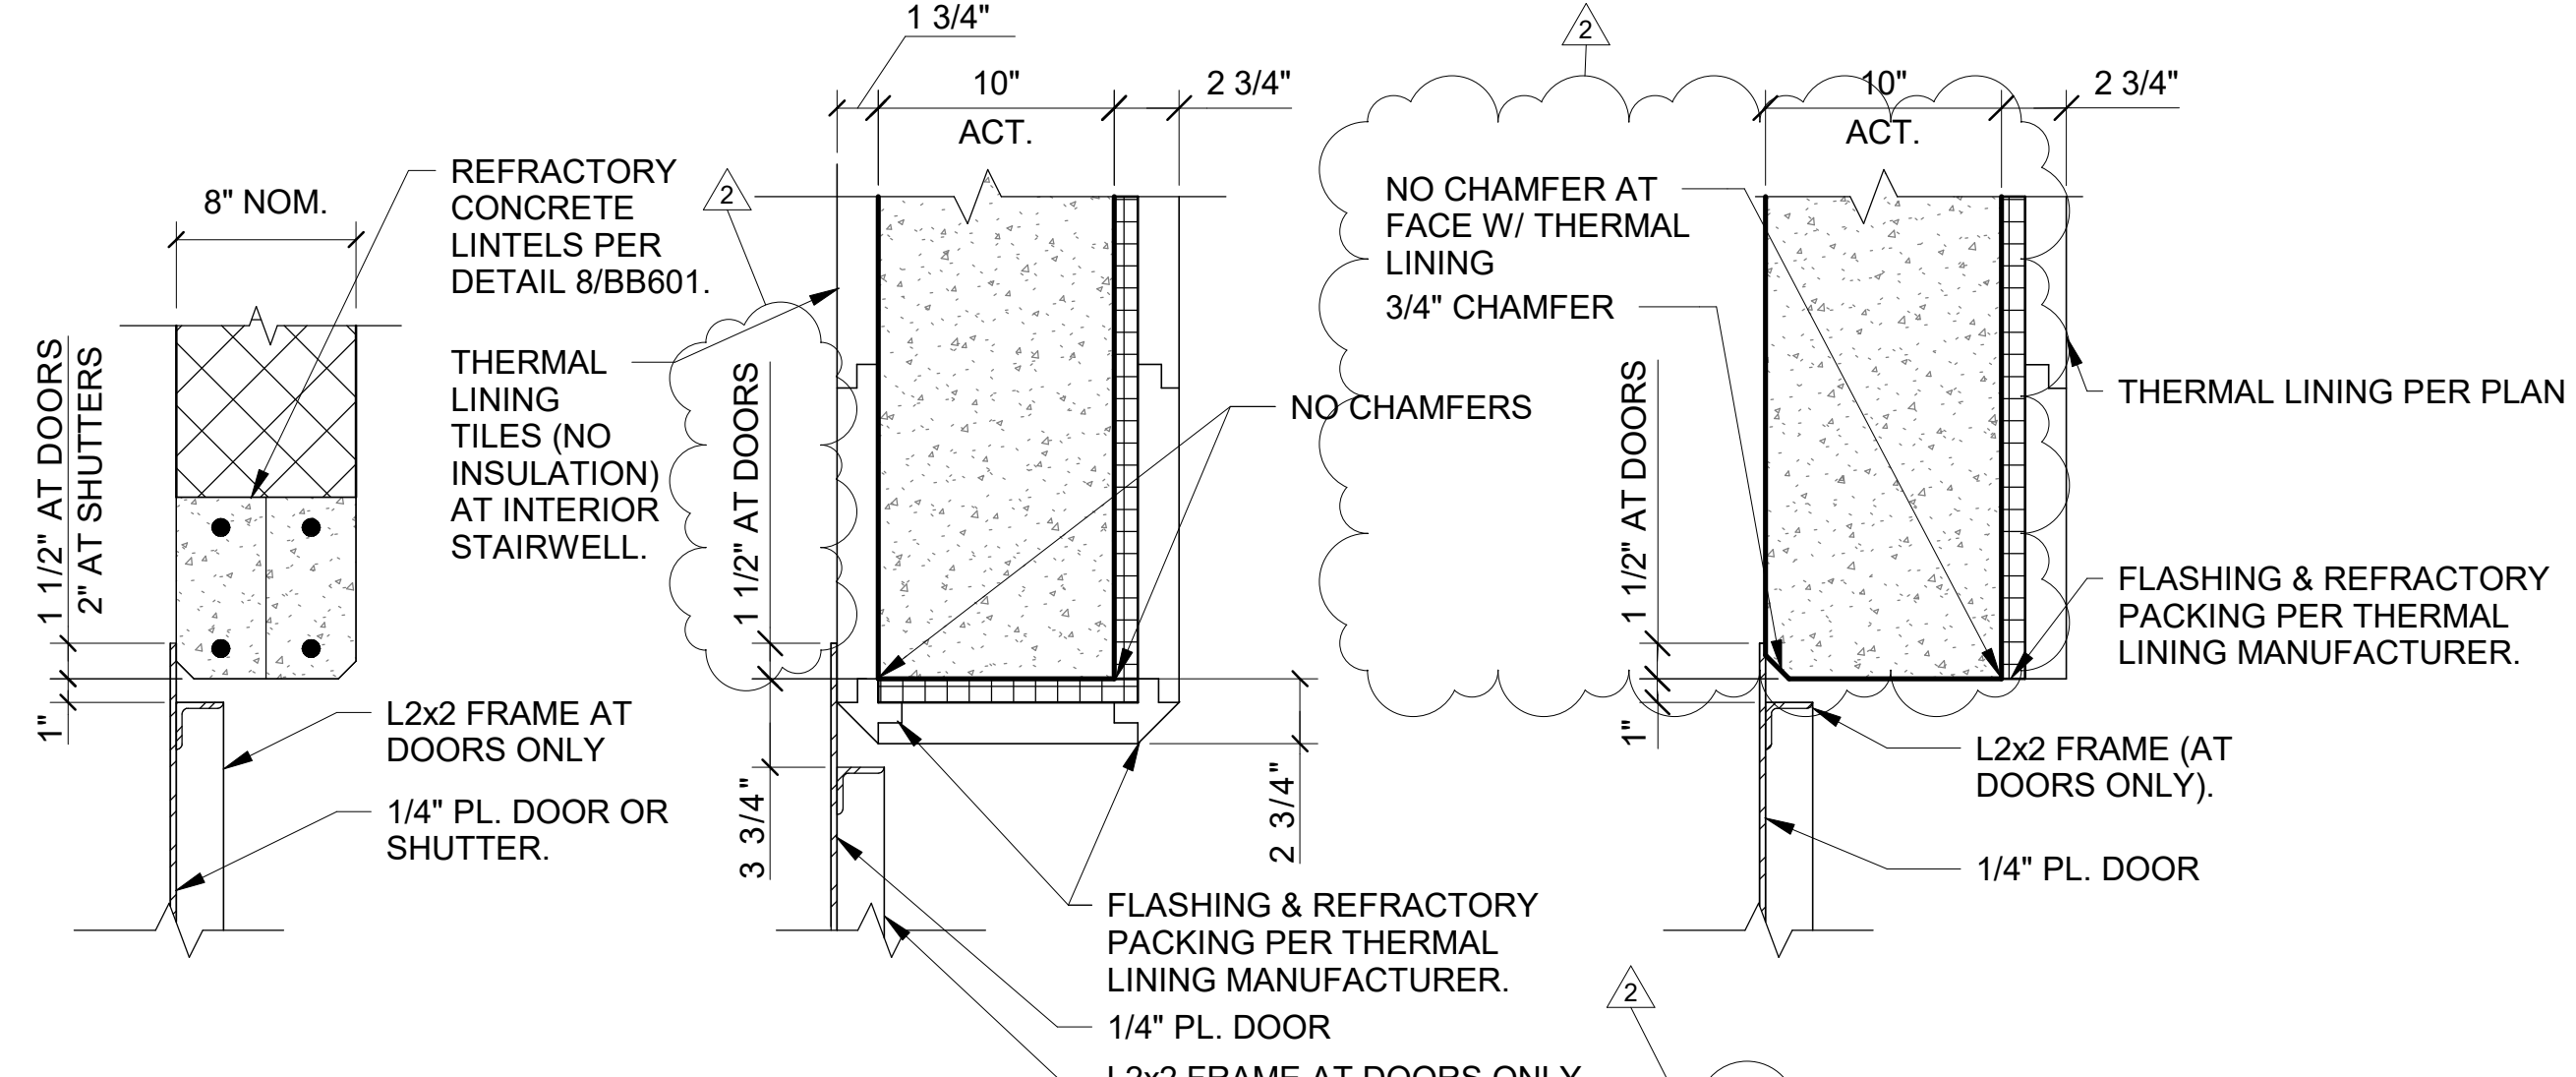 8" NOM.
REFRACTORY
CONCRETE
LINTELS PER
DETAIL 8/BB601.
1 1/2" AT DOORS
2" AT SHUTTERS
1"
L2x2 FRAME AT
DOORS ONLY
1/4" PL. DOOR OR
SHUTTER.
1 3/4"
10"
ACT.
2 3/4"
2
THERMAL
LINING
TILES (NO
INSULATION)
AT INTERIOR
STAIRWELL.
1 1/2" AT DOORS
NO CHAMFERS
3 3/4"
2 3/4"
FLASHING & REFRACTORY
PACKING PER THERMAL
LINING MANUFACTURER.
1/4" PL. DOOR
L2x2 FRAME AT DOORS ONLY
2
10"
ACT.
2 3/4"
NO CHAMFER AT
FACE W/ THERMAL
LINING
3/4" CHAMFER
1 1/2" AT DOORS
1"
THERMAL LINING PER PLAN
FLASHING & REFRACTORY
PACKING PER THERMAL
LINING MANUFACTURER.
L2x2 FRAME (AT
DOORS ONLY).
1/4" PL. DOOR
2